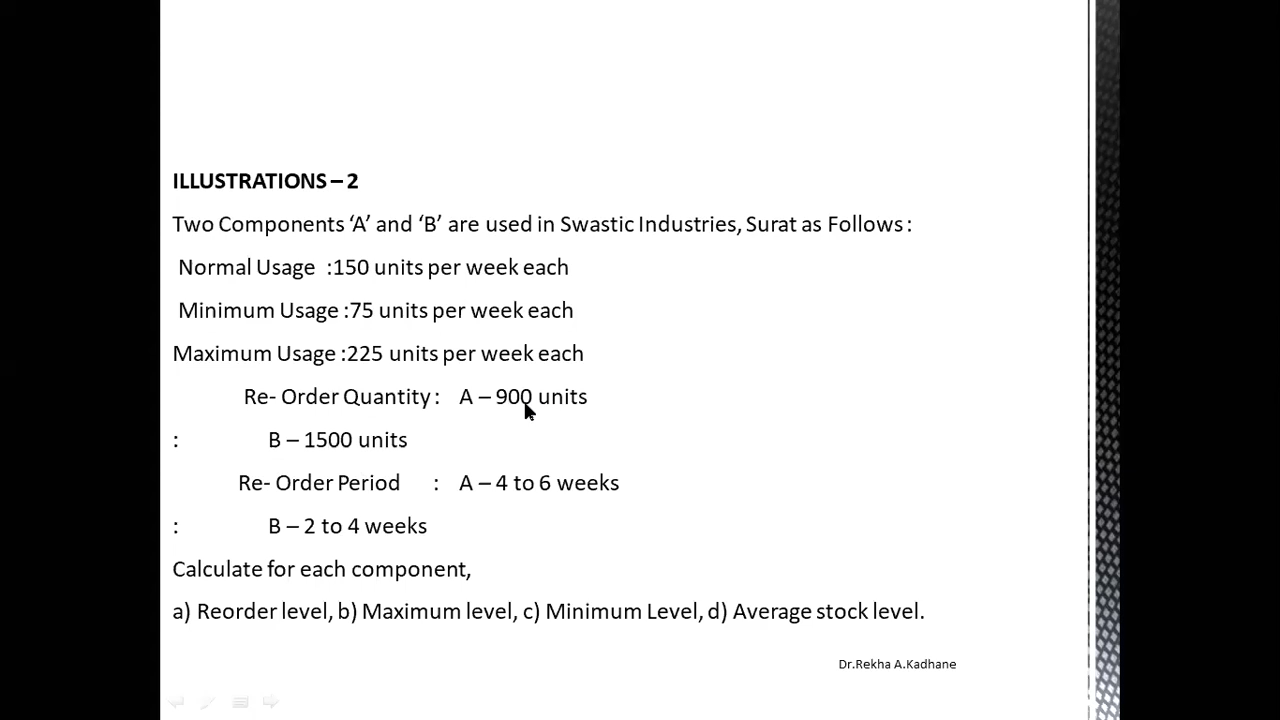 ILLUSTRATIONS – 2
Two Components ‘A’ and ‘B’ are used in Swastic Industries, Surat as Follows :
Normal Usage :150 units per week each
Minimum Usage :75 units per week each
Maximum Usage :225 units per week each
Re- Order Quantity : A – 900 units
: B – 1500 units
Re- Order Period : A – 4 to 6 weeks
: B – 2 to 4 weeks
Calculate for each component,
a) Reorder level, b) Maximum level, c) Minimum Level, d) Average stock level.
Dr.Rekha A.Kadhane